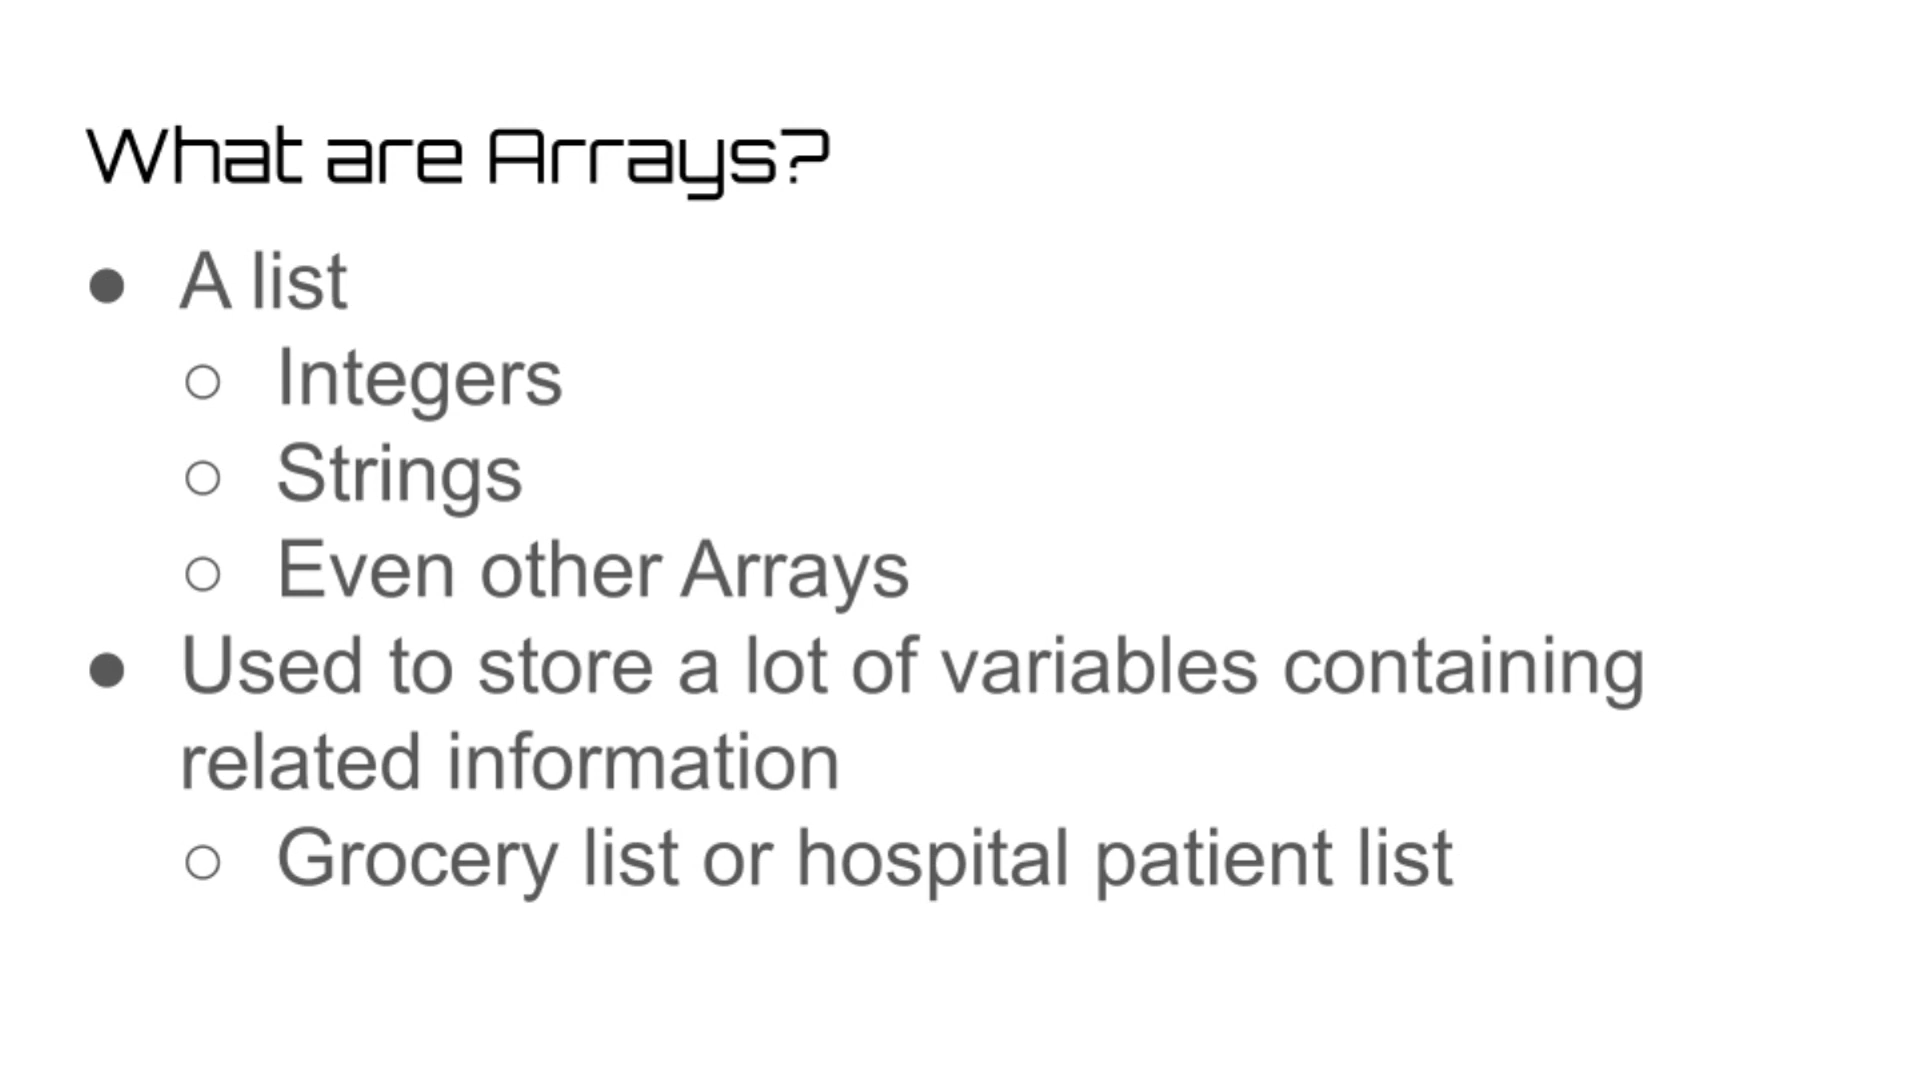 What are Arrays?
● A list
○ Integers
○ Strings
○ Even other Arrays
● Used to store a lot of variables containing
related information
○ Grocery list or hospital patient list